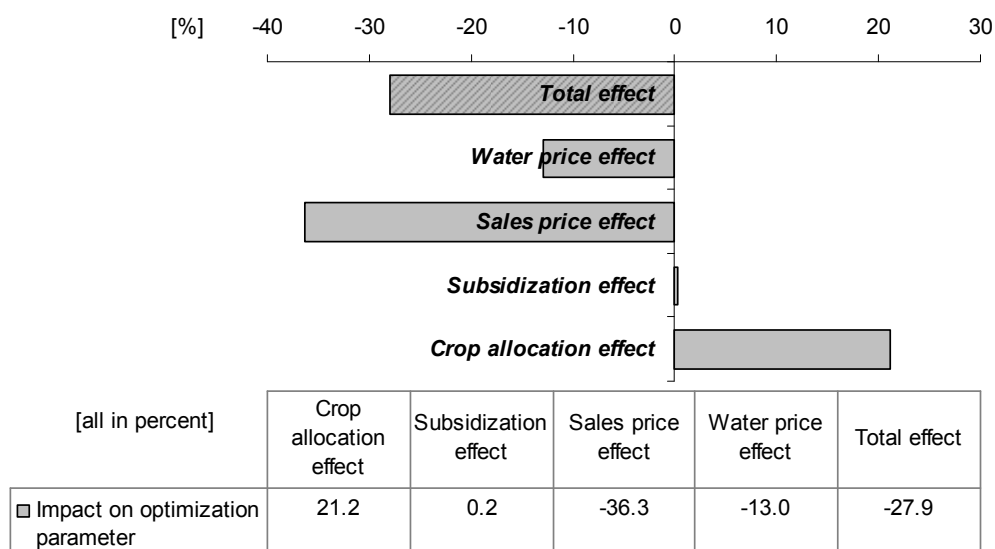 [%] -40 -30 -20 -10 0 10 20 30
Total effect
Water price effect
Sales price effect
Subsidization effect
Crop allocation effect
[all in percent]
Crop
allocation
effect
Subsidization
effect
Sales price
effect
Water price
effect
Total effect
Impact on optimization
parameter
21.2 0.2 -36.3 -13.0 -27.9